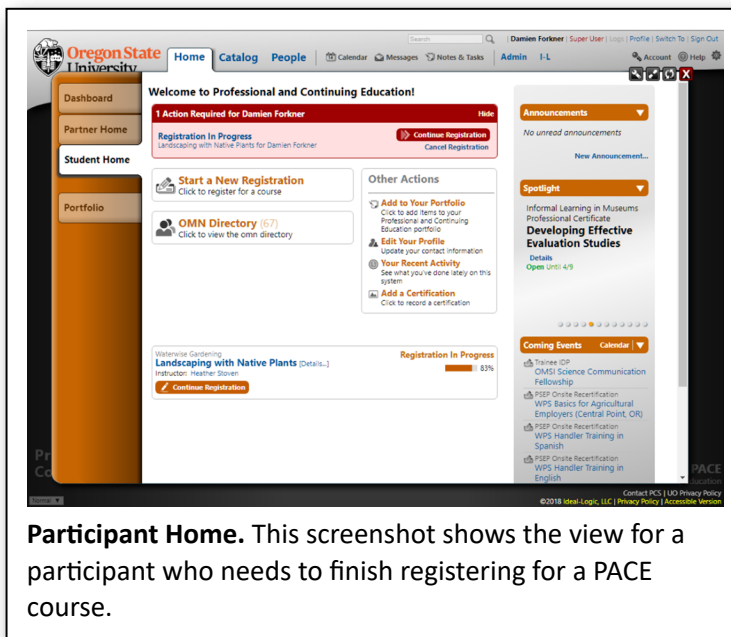 Search
Damien Forkner | Super User | Logs | Profile | Switch To | Sign Out
Oregon State
University
Home Catalog People Calendar Messages Notes & Tasks Admin I-L
Account Help
Dashboard
Partner Home
Student Home
Portfolio
Welcome to Professional and Continuing Education!
1 Action Required for Damien Forkner Hide
Registration In Progress
Landscaping with Native Plants for Damien Forkner
Continue Registration
Cancel Registration
Start a New Registration
Click to register for a course
OMN Directory (67)
Click to view the omn directory
Other Actions
Add to Your Portfolio
Click to add items to your
Professional and Continuing
Education portfolio
Edit Your Profile
Update your contact information
Your Recent Activity
See what you've done lately on this
system
Add a Certification
Click to record a certification
Waterwise Gardening
Landscaping with Native Plants [Details...]
Instructor: Heather Stoven
Continue Registration
Registration In Progress
83%
Announcements
No unread announcements
New Announcement...
Spotlight
Informal Learning in Museums
Professional Certificate
Developing Effective
Evaluation Studies
Details
Open Until 4/9
Coming Events Calendar
Trainee IDP
OMSI Science Communication
Fellowship
PSEP Onsite Recertification
WPS Basics for Agricultural
Employers (Central Point, OR)
PSEP Onsite Recertification
WPS Handler Training in
Spanish
PSEP Onsite Recertification
WPS Handler Training in
English
Pr
Co
PACE
Normal
Contact PCS | UO Privacy Policy
©2018 Ideal-Logic, LLC | Privacy Policy | Accessible Version
Participant Home. This screenshot shows the view for a
participant who needs to finish registering for a PACE
course.